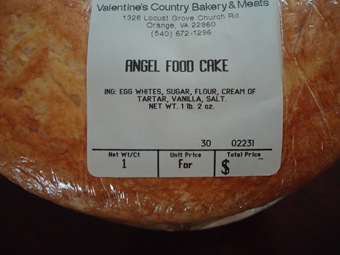 Valentine's Country Bakery & Meats
1326 Locust Grove Church Rd.
Orange, VA 22960
(540) 672-1296
ANGEL FOOD CAKE
ING: EGG WHITES, SUGAR, FLOUR, CREAM OF
TARTAR, VANILLA, SALT.
NET WT. 1 lb. 2 oz.
30 02231
Net Wt/Ct Unit Price Total Price
1 For $